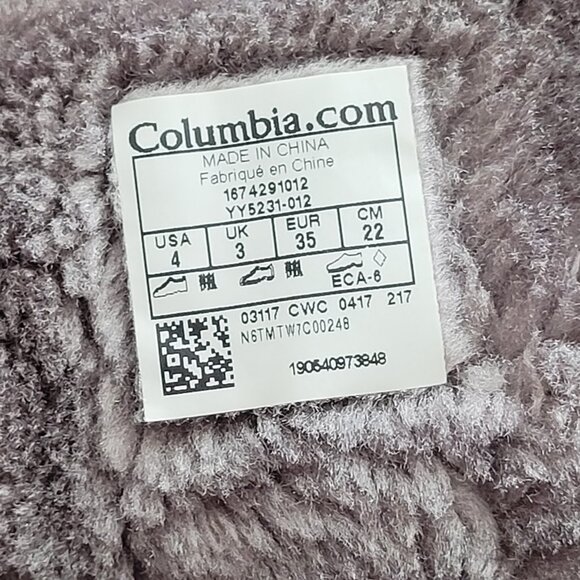 Columbia.com
MADE IN CHINA
Fabriqué en Chine
1674291012
YY5231-012
USA UK EUR CM
4 3 35 22
ECA-6
03117 CWC 0417 217
N6TMTW7C00248
190540973848